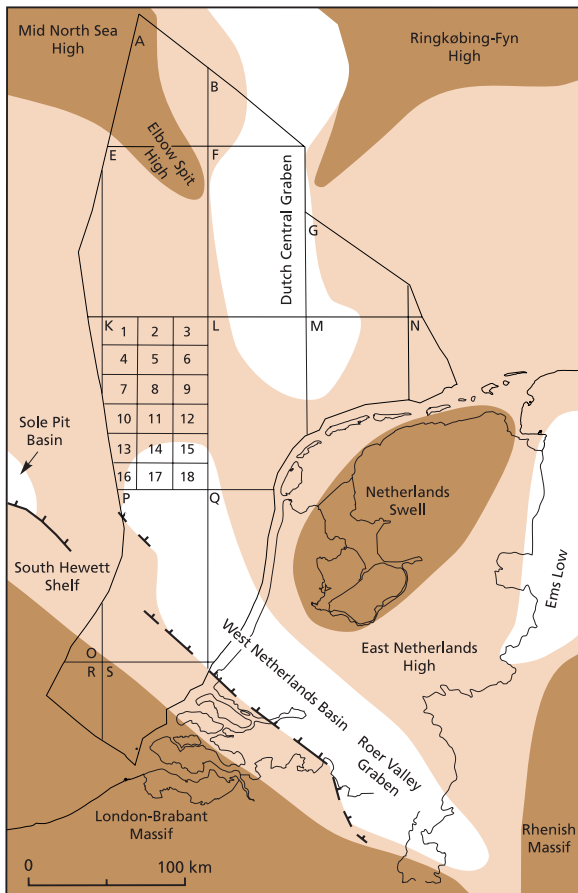 Mid North Sea
High
A
Ringkøbing-Fyn
High
B
E
Elbow Spit
High
F
Dutch Central Graben
G
K
1
2
3
L
M
N
4
5
6
7
8
9
10
11
12
Sole Pit
Basin
13
14
15
16
17
18
P
Q
Netherlands
Swell
South Hewett
Shelf
Ems Low
West Netherlands Basin
East Netherlands
High
O
R
S
Roer Valley
Graben
London-Brabant
Massif
Rhenish
Massif
0
100 km